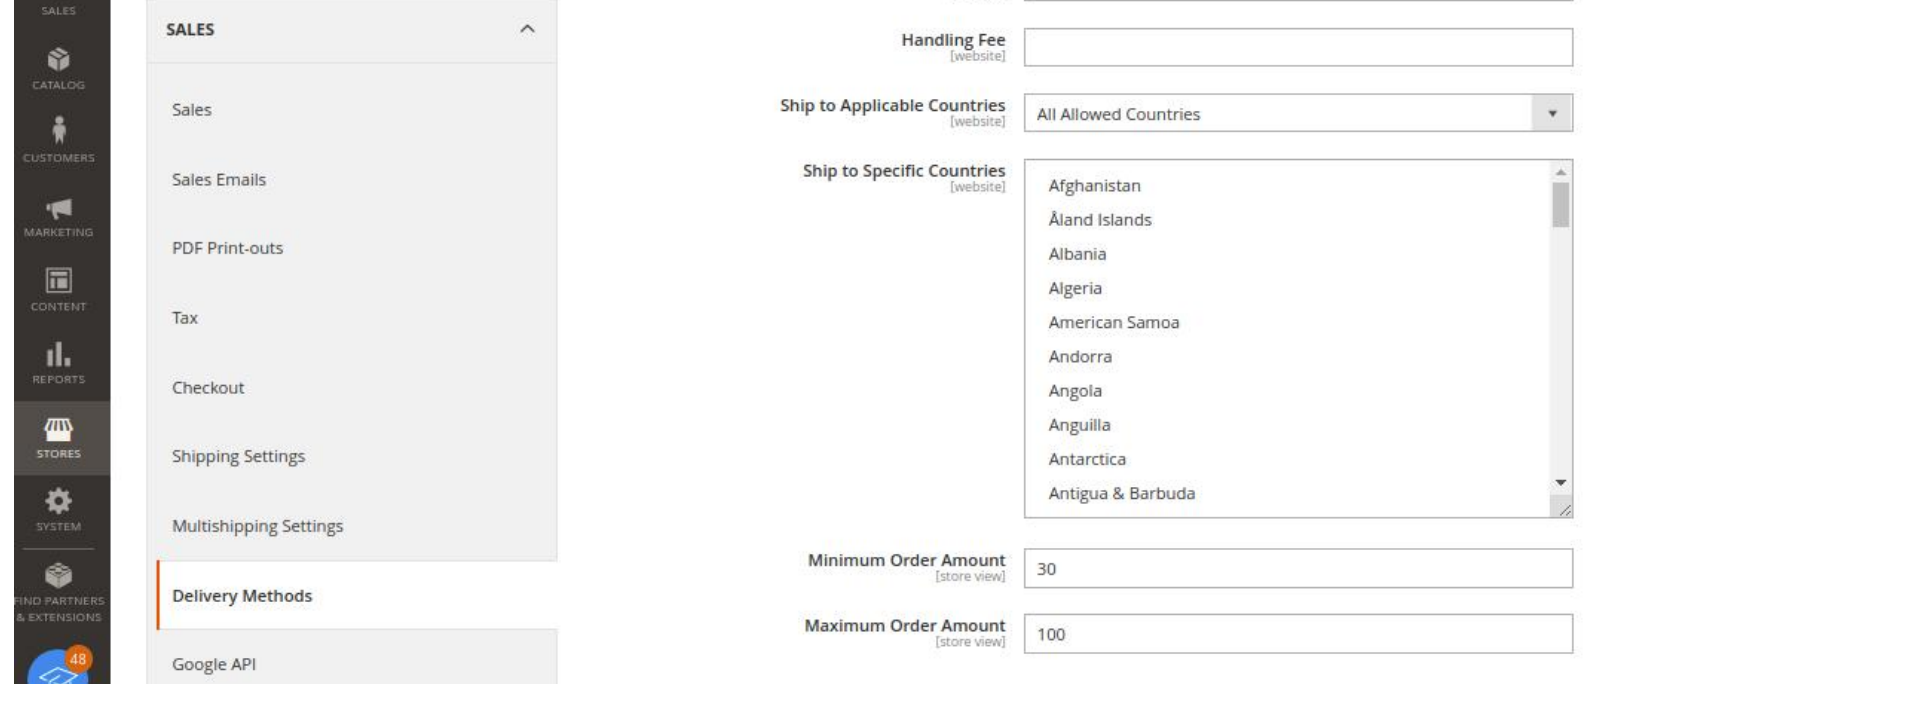 SALES
CATALOG
CUSTOMERS
MARKETING
CONTENT
REPORTS
STORES
SYSTEM
FIND PARTNERS
& EXTENSIONS
48
SALES
Sales
Sales Emails
PDF Print-outs
Tax
Checkout
Shipping Settings
Multishipping Settings
Delivery Methods
Google API
Handling Fee
[website]
Ship to Applicable Countries
[website]
All Allowed Countries
Ship to Specific Countries
[website]
Afghanistan
Åland Islands
Albania
Algeria
American Samoa
Andorra
Angola
Anguilla
Antarctica
Antigua & Barbuda
Minimum Order Amount
[store view]
30
Maximum Order Amount
[store view]
100